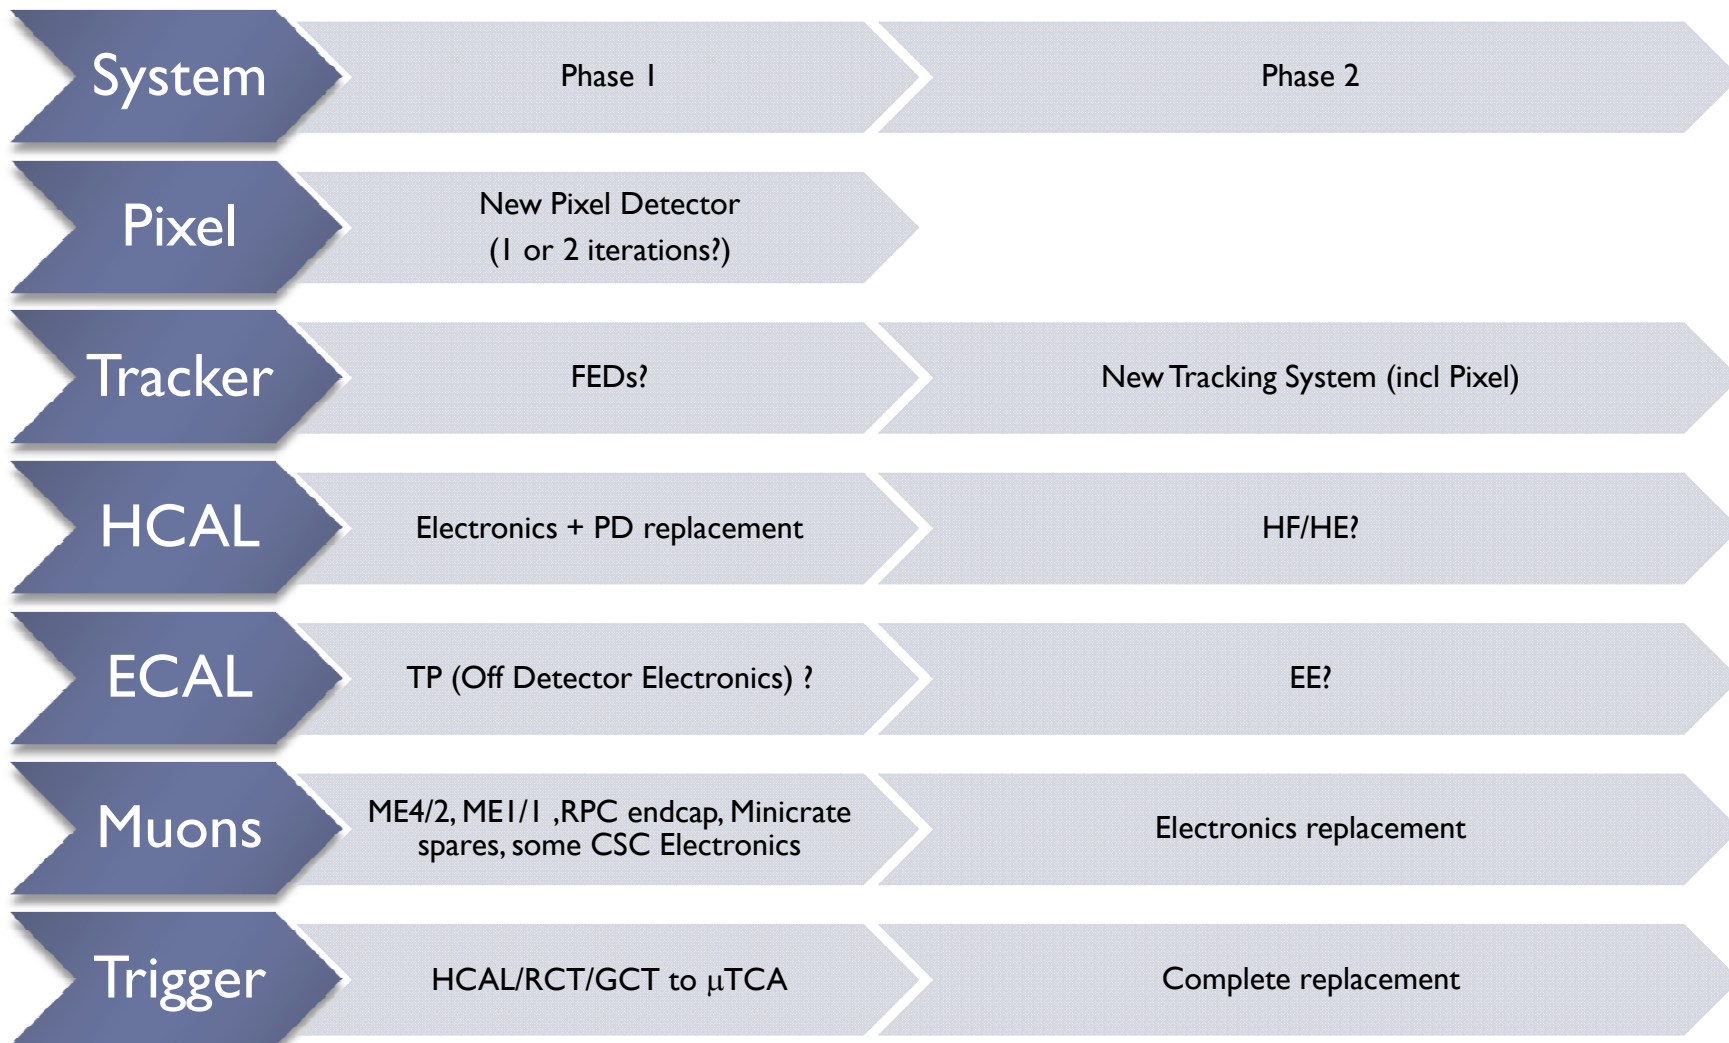 System
Phase 1
Phase 2
Pixel
New Pixel Detector
(1 or 2 iterations?)
Tracker
FEDs?
New Tracking System (incl Pixel)
HCAL
Electronics + PD replacement
HF/HE?
ECAL
TP (Off Detector Electronics) ?
EE?
Muons
ME4/2, ME1/1 ,RPC endcap, Minicrate
spares, some CSC Electronics
Electronics replacement
Trigger
HCAL/RCT/GCT to μTCA
Complete replacement